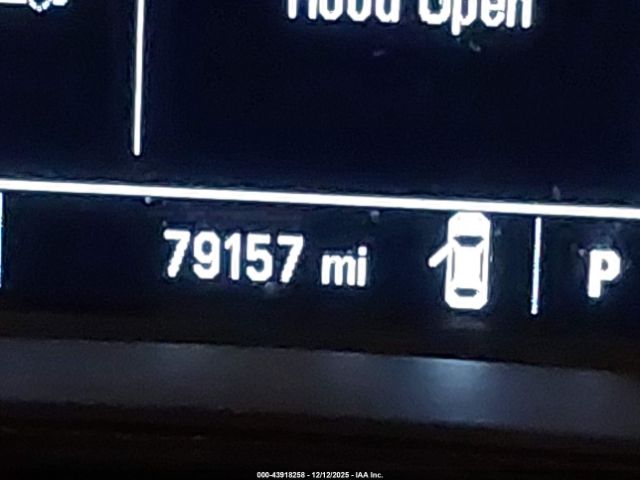 Hood Open
79157 mi
P
000-43918258 - 12/12/2025 - IAA Inc.